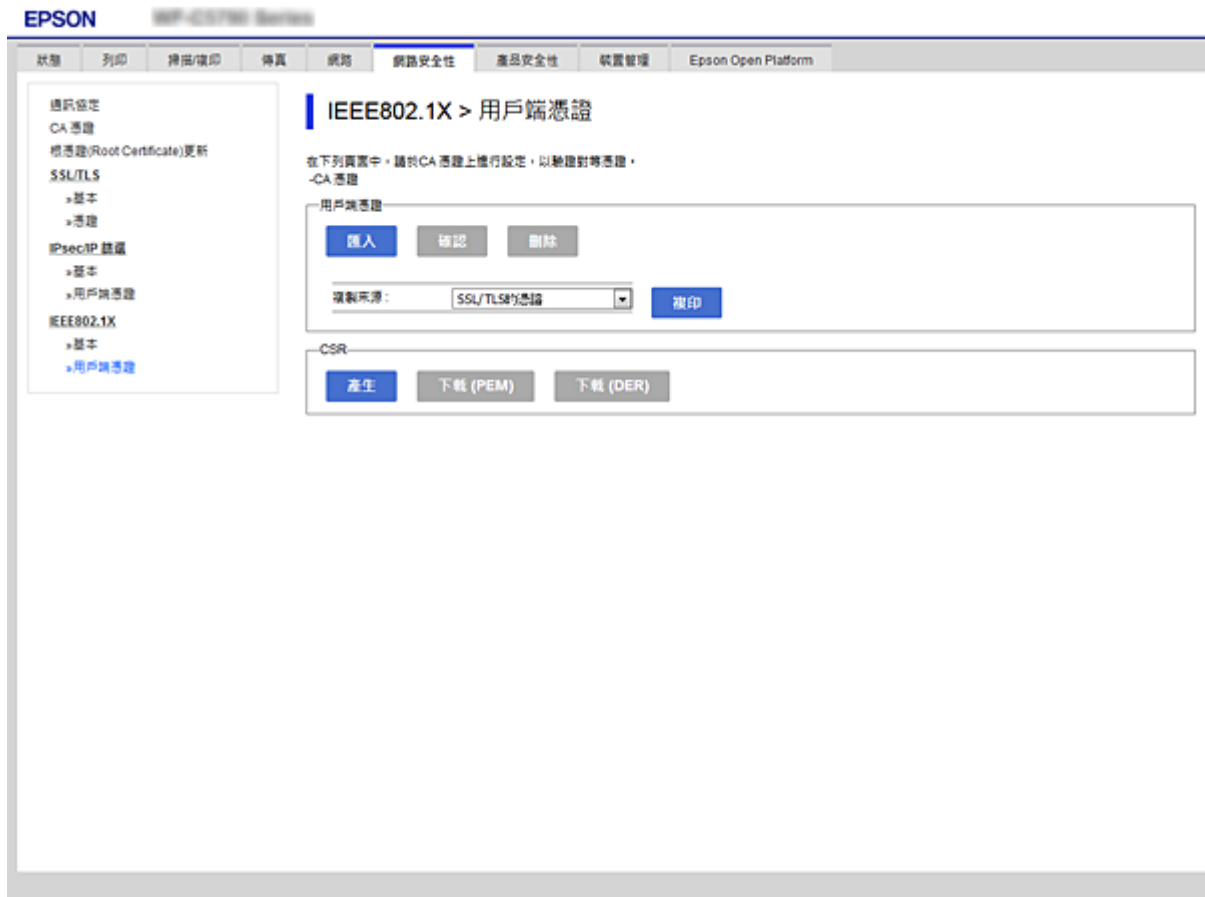 EPSON
狀態 列印 掃描/複印 傳真 網路 網路安全性 產品安全性 裝置管理 Epson Open Platform
通訊協定
CA 憑證
根憑證(Root Certificate)更新
SSL/TLS
»基本
»憑證
IPsec/IP 篩選
»基本
»用戶端憑證
IEEE802.1X
»基本
»用戶端憑證
IEEE802.1X > 用戶端憑證
在下列頁面中，請於CA 憑證上進行設定，以驗證對等憑證。
-CA 憑證
用戶端憑證
匯入 確認 刪除
複製來源 : SSL/TLS的憑證 複印
CSR
產生 下載 (PEM) 下載 (DER)